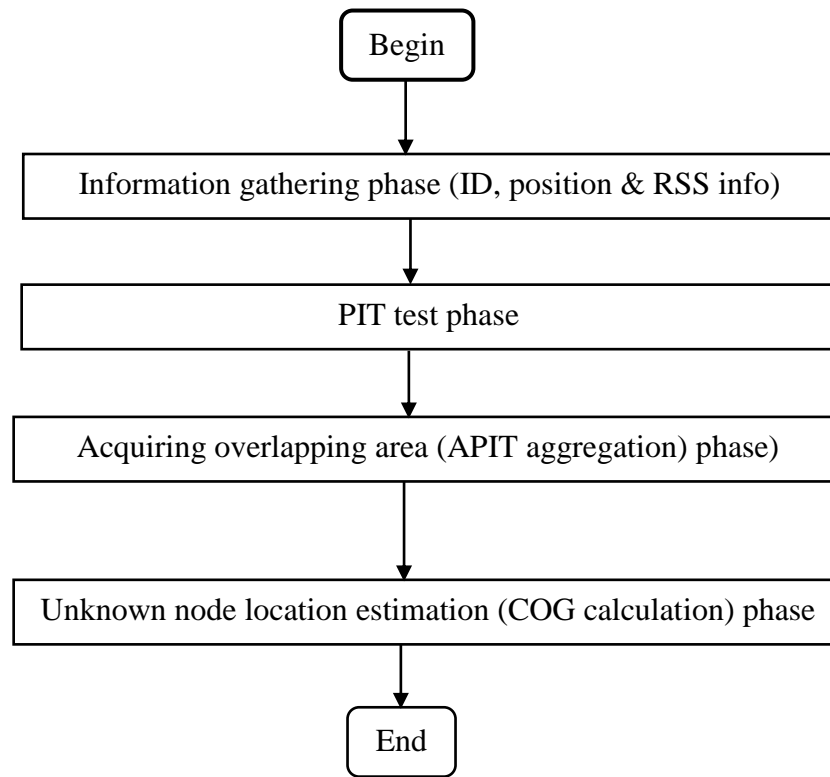 Begin
Information gathering phase (ID, position & RSS info)
PIT test phase
Acquiring overlapping area (APIT aggregation) phase)
Unknown node location estimation (COG calculation) phase
End